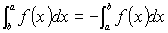 ∫_b^a f(x)dx = -∫_a^b f(x)dx